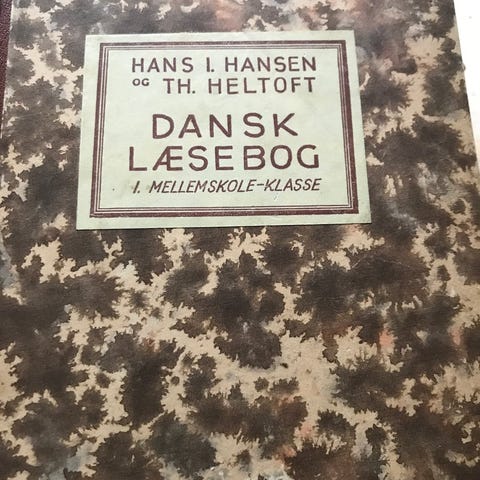 HANS I. HANSEN
OG TH. HELTOFT
DANSK
LÆSEBOG
I. MELLEMSKOLE-KLASSE